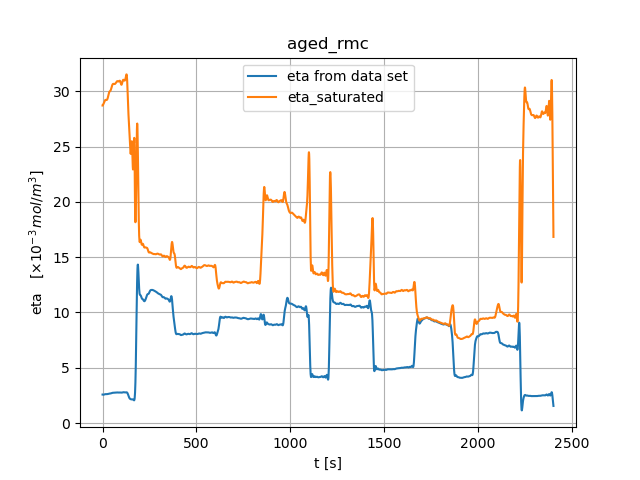 aged_rmc
eta from data set
eta_saturated
eta [×10⁻³ mol/m³]
30
25
20
15
10
5
0
0 500 1000 1500 2000 2500
t [s]